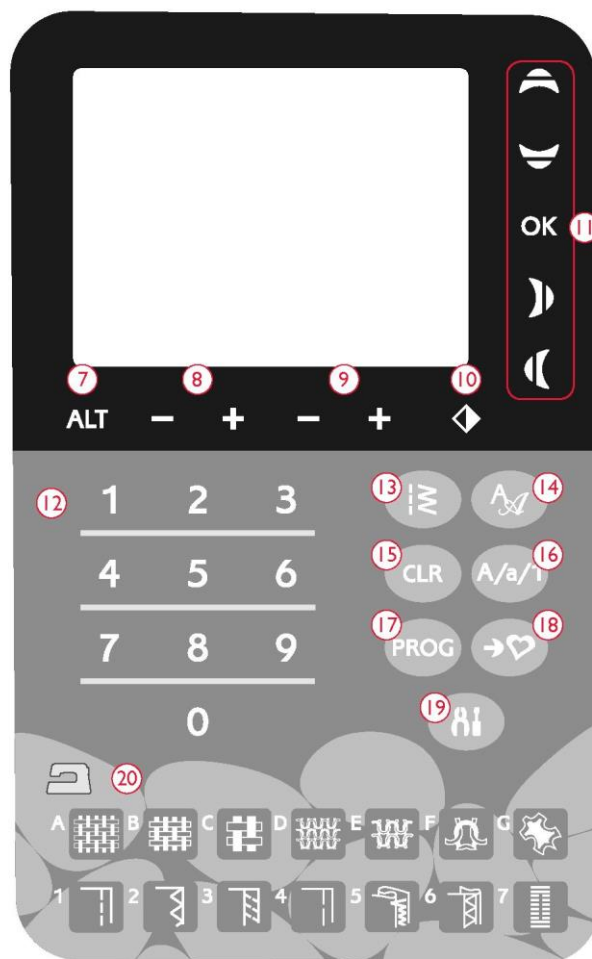 OK 11
7 8 9 10
ALT − + − +
12 1 2 3 13 14
4 5 6 15 CLR A/a/1 16
7 8 9 17 PROG 18
0 19
20
A B C D E F G
1 2 3 4 5 6 7